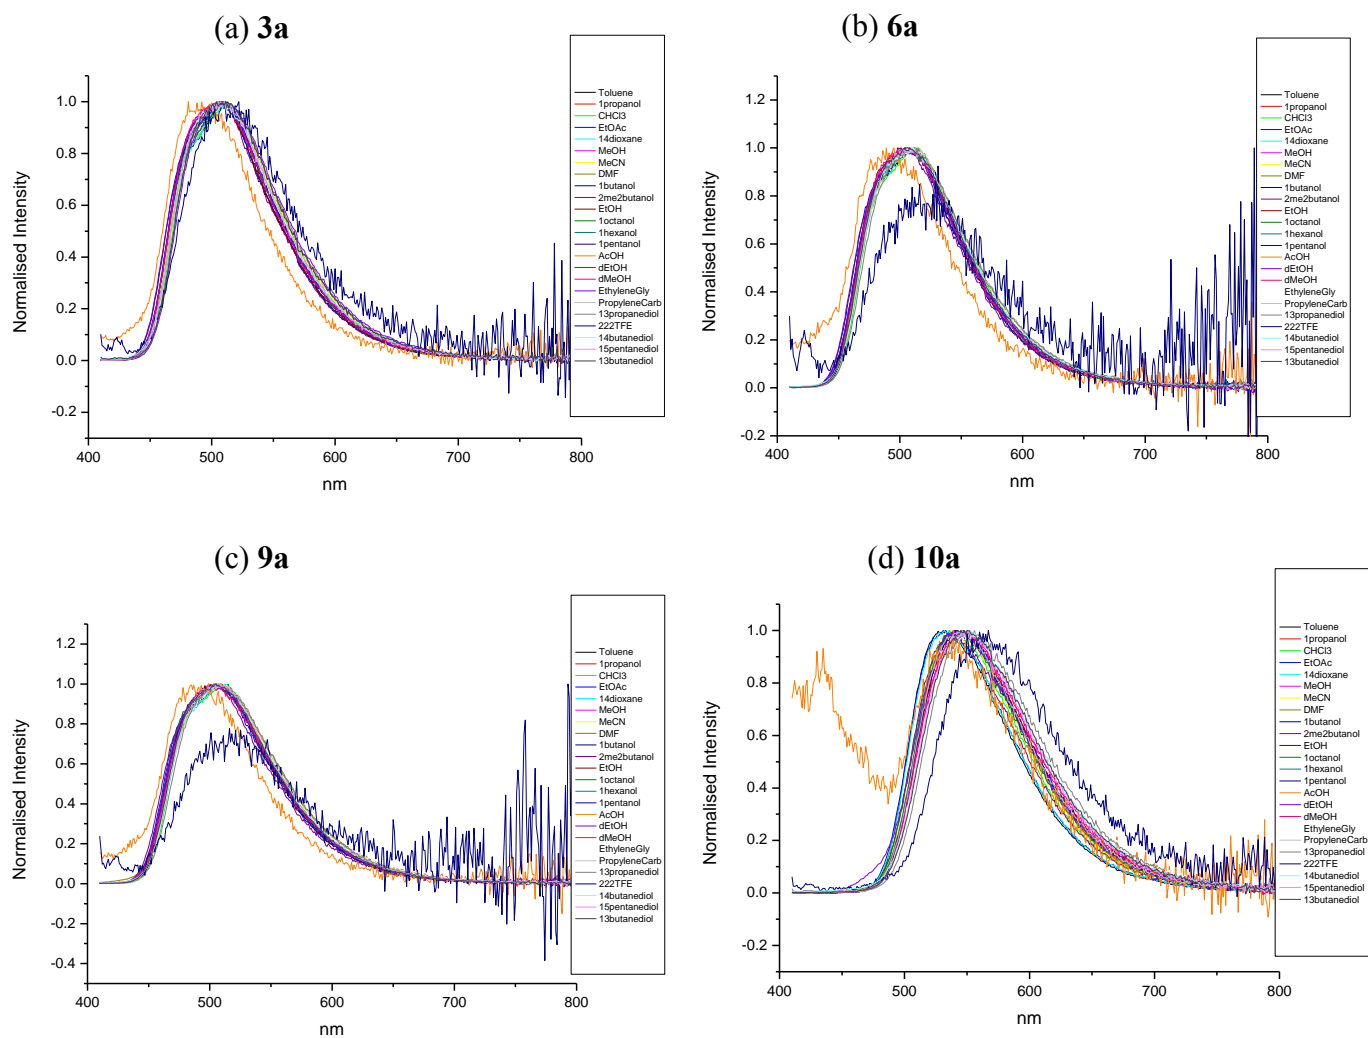 (a) 3a
Normalised Intensity
1.0
0.8
0.6
0.4
0.2
0.0
-0.2
400
500
600
700
800
nm
Toluene
1propanol
CHCl3
EtOAc
14dioxane
MeOH
MeCN
DMF
1butanol
2me2butanol
EtOH
1octanol
1hexanol
1pentanol
AcOH
dEtOH
dMeOH
EthyleneGly
PropyleneCarb
13propanediol
222TFE
14butanediol
15pentanediol
13butanediol
(b) 6a
Normalised Intensity
1.2
1.0
0.8
0.6
0.4
0.2
0.0
-0.2
400
500
600
700
800
nm
Toluene
1propanol
CHCl3
EtOAc
14dioxane
MeOH
MeCN
DMF
1butanol
2me2butanol
EtOH
1octanol
1hexanol
1pentanol
AcOH
dEtOH
dMeOH
EthyleneGly
PropyleneCarb
13propanediol
222TFE
14butanediol
15pentanediol
13butanediol
(c) 9a
Normalised Intensity
1.2
1.0
0.8
0.6
0.4
0.2
0.0
-0.2
-0.4
400
500
600
700
800
nm
Toluene
1propanol
CHCl3
EtOAc
14dioxane
MeOH
MeCN
DMF
1butanol
2me2butanol
EtOH
1octanol
1hexanol
1pentanol
AcOH
dEtOH
dMeOH
EthyleneGly
PropyleneCarb
13propanediol
222TFE
14butanediol
15pentanediol
13butanediol
(d) 10a
Normalised Intensity
1.0
0.8
0.6
0.4
0.2
0.0
-0.2
400
500
600
700
800
nm
Toluene
1propanol
CHCl3
EtOAc
14dioxane
MeOH
MeCN
DMF
1butanol
2me2butanol
EtOH
1octanol
1hexanol
1pentanol
AcOH
dEtOH
dMeOH
EthyleneGly
PropyleneCarb
13propanediol
222TFE
14butanediol
15pentanediol
13butanediol